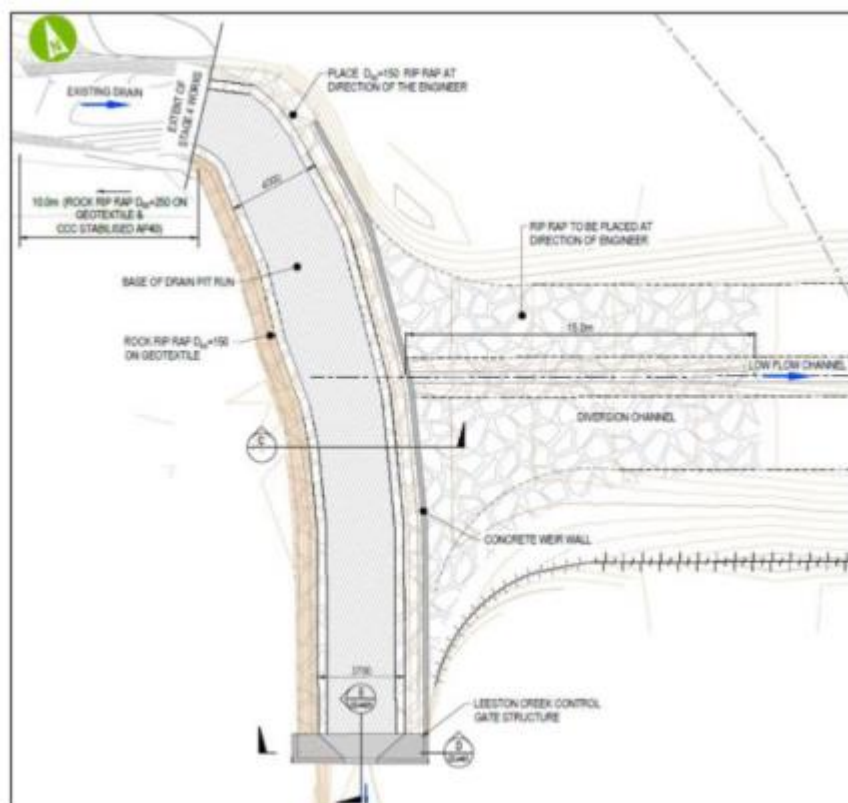 N
PLACE D50=150 RIP RAP AT
DIRECTION OF THE ENGINEER
EXISTING DRAIN
EXTENT OF
STAGE 4 WORKS
10.0m (ROCK RIP RAP D50=250 ON
GEOTEXTILE &
CCC STABILISED AP40)
4000
RIP RAP TO BE PLACED AT
DIRECTION OF ENGINEER
BASE OF DRAIN PIT RUN
15.0m
ROCK RIP RAP D50=150
ON GEOTEXTILE
LOW FLOW CHANNEL
DIVERSION CHANNEL
C
CONCRETE WEIR WALL
3700
LEESTON CREEK CONTROL
GATE STRUCTURE
D